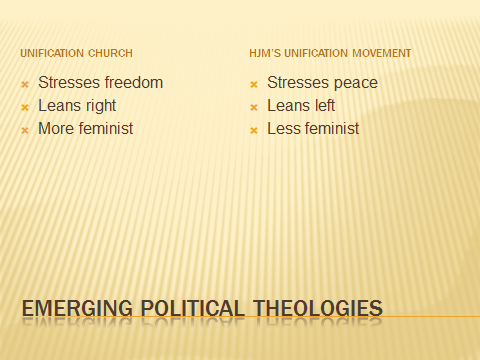 UNIFICATION CHURCH
Stresses freedom
Leans right
More feminist
HJM'S UNIFICATION MOVEMENT
Stresses peace
Leans left
Less feminist
EMERGING POLITICAL THEOLOGIES